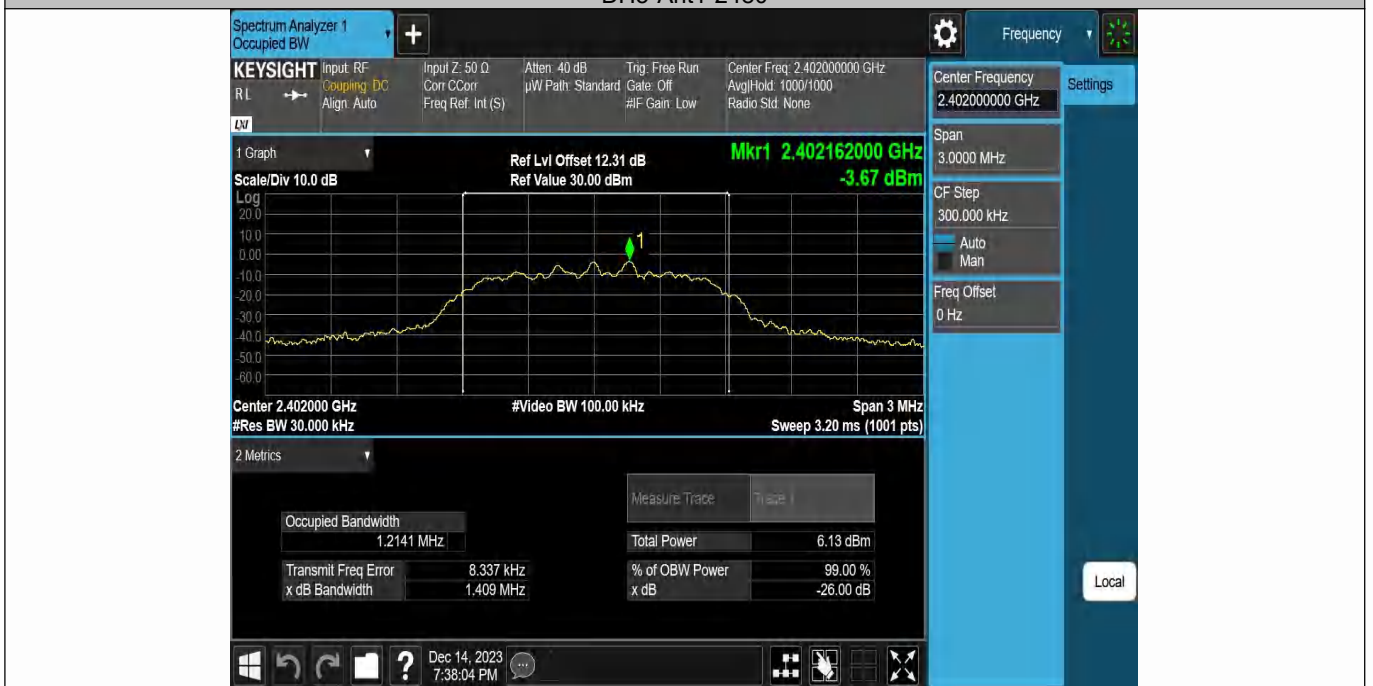 Spectrum Analyzer 1
Occupied BW
Frequency
KEYSIGHT
RL
LXI
Input: RF
Coupling: DC
Align: Auto
Input Z: 50 Ω
Corr CCorr
Freq Ref: Int (S)
Atten: 40 dB
µW Path: Standard
Trig: Free Run
Gate: Off
#IF Gain: Low
Center Freq: 2.402000000 GHz
Avg|Hold: 1000/1000
Radio Std: None
1 Graph
Scale/Div 10.0 dB
Ref Lvl Offset 12.31 dB
Ref Value 30.00 dBm
Mkr1 2.402162000 GHz
-3.67 dBm
Log
20.0
10.0
0.00
-10.0
-20.0
-30.0
-40.0
-50.0
-60.0
1
Center 2.402000 GHz
#Video BW 100.00 kHz
Span 3 MHz
#Res BW 30.000 kHz
Sweep 3.20 ms (1001 pts)
2 Metrics
Measure Trace Trace 1
Occupied Bandwidth
1.2141 MHz
Total Power 6.13 dBm
Transmit Freq Error 8.337 kHz
% of OBW Power 99.00 %
x dB Bandwidth 1.409 MHz
x dB -26.00 dB
Center Frequency
2.402000000 GHz
Settings
Span
3.0000 MHz
CF Step
300.000 kHz
Auto
Man
Freq Offset
0 Hz
Local
?
Dec 14, 2023
7:38:04 PM